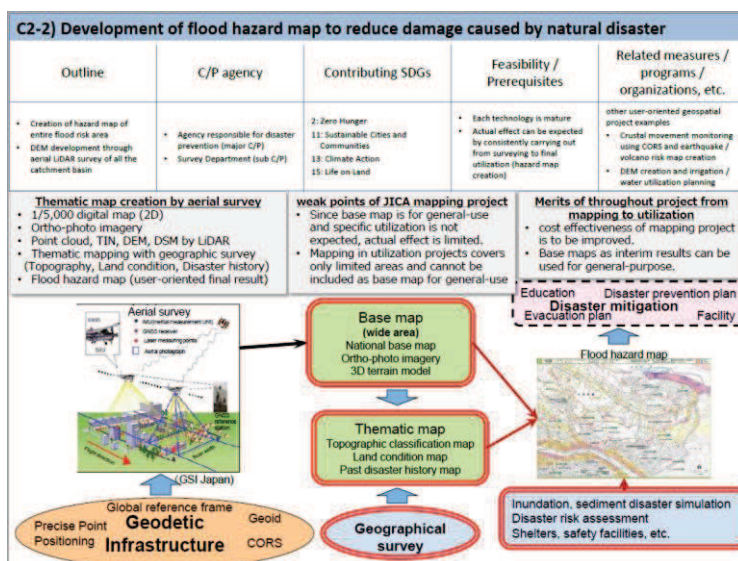 C2-2) Development of flood hazard map to reduce damage caused by natural disaster
Outline
C/P agency
Contributing SDGs
Feasibility /
Prerequisites
Related measures /
programs /
organizations, etc.
• Creation of hazard map of
entire flood risk area
• DEM development through
aerial LiDAR survey of all the
catchment basin
• Agency responsible for disaster
prevention (major C/P)
• Survey Department (sub C/P)
2: Zero Hunger
11: Sustainable Cities and
Communities
13: Climate Action
15: Life on Land
• Each technology is mature
• Actual effect can be expected
by consistently carrying out
from surveying to final
utilization (hazard map
creation)
other user-oriented geospatial
project examples
• Crustal movement monitoring
using CORS and earthquake /
volcano risk map creation
• DEM creation and irrigation /
water utilization planning
Thematic map creation by aerial survey
• 1/5,000 digital map (2D)
• Ortho-photo imagery
• Point cloud, TIN, DEM, DSM by LiDAR
• Thematic mapping with geographic survey
(Topography, Land condition, Disaster history)
• Flood hazard map (user-oriented final result)
weak points of JICA mapping project
• Since base map is for general-use
and specific utilization is not
expected, actual effect is limited.
• Mapping in utilization projects covers
only limited areas and cannot be
included as base map for general-use
Merits of throughout project from
mapping to utilization
• cost effectiveness of mapping project
is to be improved.
• Base maps as interim results can be
used for general-purpose.
Education
Disaster prevention plan
Disaster mitigation
Evacuation plan
Facility
Aerial survey
GNSS receiver
Laser measuring points
Aerial photograph
GNSS
reference
station
Flight direction
(GSI Japan)
Base map
(wide area)
National base map
Ortho-photo imagery
3D terrain model
Thematic map
Topographic classification map
Land condition map
Past disaster history map
Flood hazard map
Global reference frame
Precise Point
Positioning
Geodetic
Infrastructure
Geoid
CORS
Geographical
survey
Inundation, sediment disaster simulation
Disaster risk assessment
Shelters, safety facilities, etc.